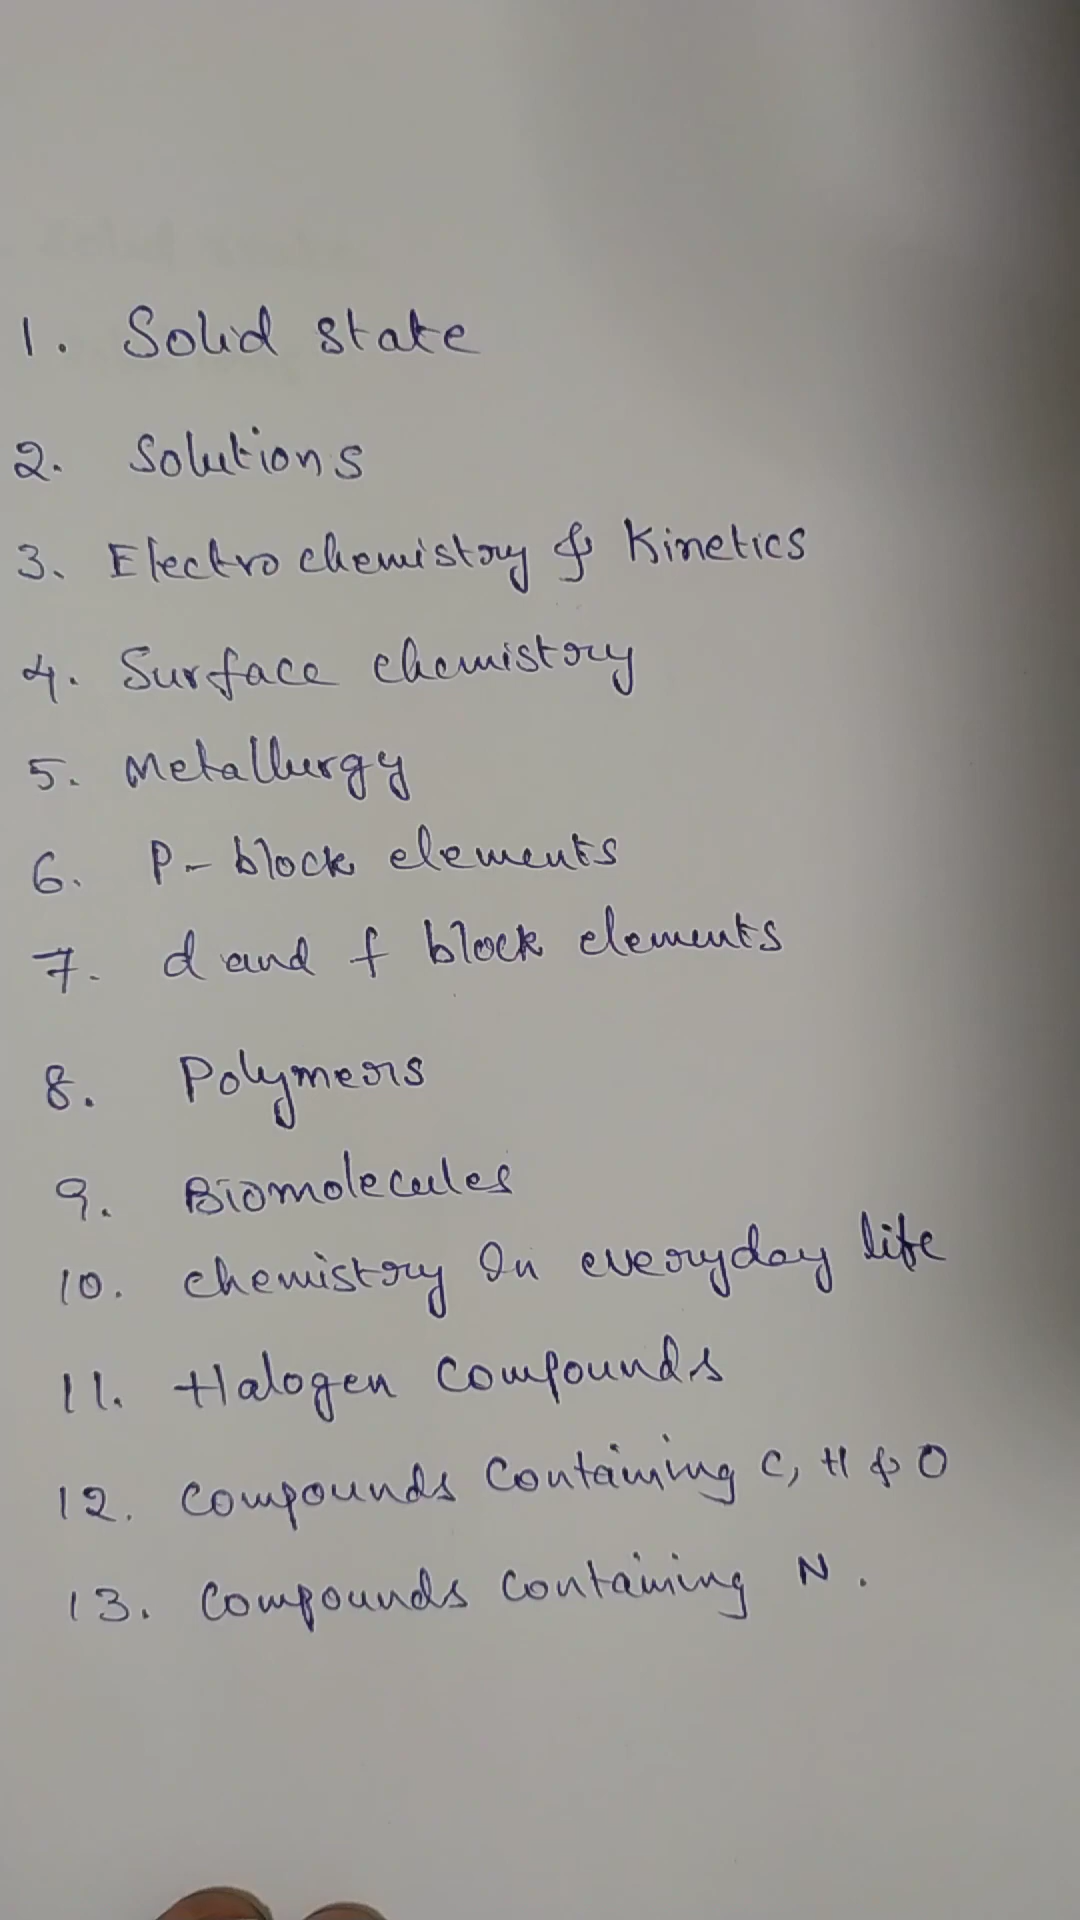 1. Solid state
2. Solutions
3. Electro chemistry & Kinetics
4. Surface chemistry
5. Metallurgy
6. P-block elements
7. d and f block elements
8. Polymers
9. Biomolecules
10. chemistry In everyday life
11. Halogen Compounds
12. Compounds Containing C, H & O
13. Compounds Containing N.